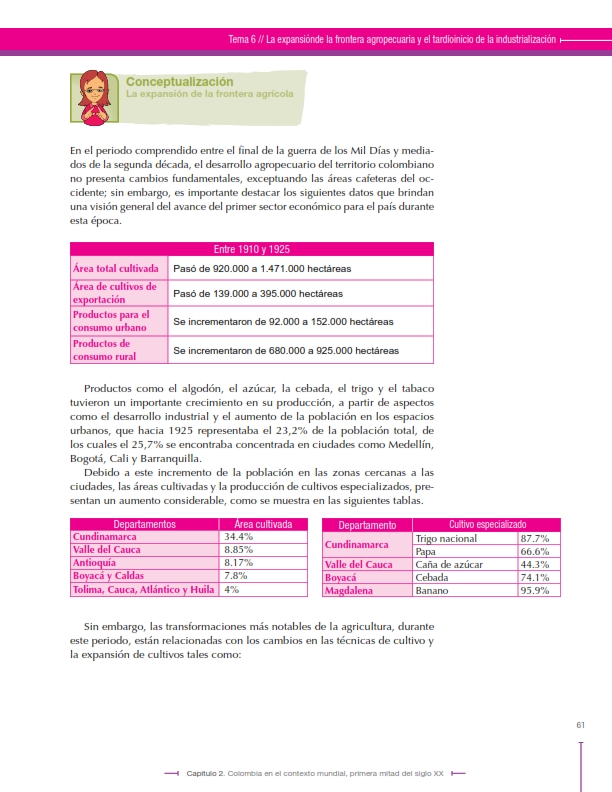 Tema 6 // La expansiónde la frontera agropecuaria y el tardioinicio de la industrialización
Conceptualización
La expansión de la frontera agrícola
En el periodo comprendido entre el final de la guerra de los Mil Días y media-
dos de la segunda década, el desarrollo agropecuario del territorio colombiano
no presenta cambios fundamentales, exceptuando las áreas cafeteras del oc-
cidente; sin embargo, es importante destacar los siguientes datos que brindan
una visión general del avance del primer sector económico para el país durante
esta época.
Entre 1910 y 1925
Área total cultivada Pasó de 920.000 a 1.471.000 hectáreas
Área de cultivos de
exportación Pasó de 139.000 a 395.000 hectáreas
Productos para el
consumo urbano Se incrementaron de 92.000 a 152.000 hectáreas
Productos de
consumo rural Se incrementaron de 680.000 a 925.000 hectáreas
Productos como el algodón, el azúcar, la cebada, el trigo y el tabaco
tuvieron un importante crecimiento en su producción, a partir de aspectos
como el desarrollo industrial y el aumento de la población en los espacios
urbanos, que hacia 1925 representaba el 23,2% de la población total, de
los cuales el 25,7% se encontraba concentrada en ciudades como Medellín,
Bogotá, Cali y Barranquilla.
Debido a este incremento de la población en las zonas cercanas a las
ciudades, las áreas cultivadas y la producción de cultivos especializados, pre-
sentan un aumento considerable, como se muestra en las siguientes tablas.
Departamentos Área cultivada
Cundinamarca 34.4%
Valle del Cauca 8.85%
Antioquía 8.17%
Boyacá y Caldas 7.8%
Tolima, Cauca, Atlántico y Huila 4%
Departamento Cultivo especializado
Cundinamarca Trigo nacional 87.7%
Papa 66.6%
Valle del Cauca Caña de azúcar 44.3%
Boyacá Cebada 74.1%
Magdalena Banano 95.9%
Sin embargo, las transformaciones más notables de la agricultura, durante
este periodo, están relacionadas con los cambios en las técnicas de cultivo y
la expansión de cultivos tales como:
61
Capítulo 2. Colombia en el contexto mundial, primera mitad del siglo XX